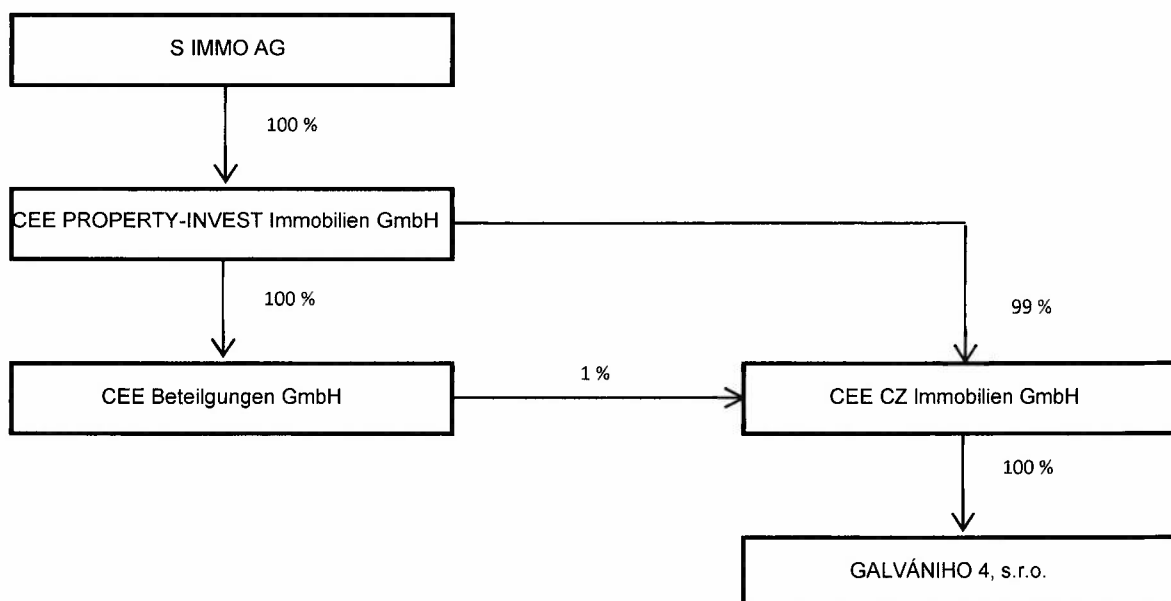 S IMMO AG
100 %
CEE PROPERTY-INVEST Immobilien GmbH
100 %
99 %
CEE Beteilgungen GmbH
1 %
CEE CZ Immobilien GmbH
100 %
GALVÁNIHO 4, s.r.o.